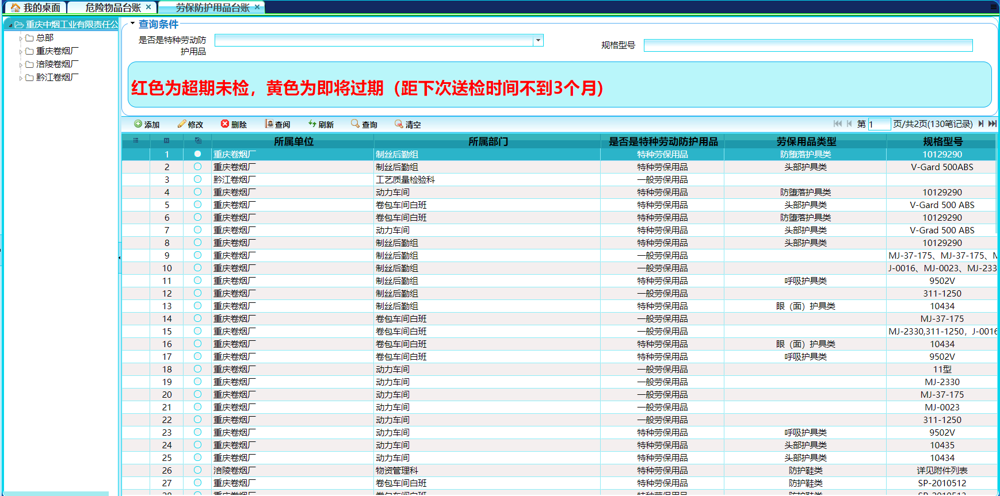 我的桌面 危险物品台账 × 劳保防护用品台账 ×
重庆中烟工业有限责任公
总部
重庆卷烟厂
涪陵卷烟厂
黔江卷烟厂
查询条件
是否是特种劳动防
护用品
规格型号
红色为超期未检，黄色为即将过期（距下次送检时间不到3个月)
添加 修改 删除 查阅 刷新 查询 清空 第 1 页/共2页(130笔记录)
所属单位 所属部门 是否是特种劳动防护用品 劳保用品类型 规格型号
1 重庆卷烟厂 制丝后勤组 特种劳保用品 防堕落护具类 10129290
2 重庆卷烟厂 制丝后勤组 特种劳保用品 头部护具类 V-Gard 500ABS
3 黔江卷烟厂 工艺质量检验科 一般劳保用品
4 重庆卷烟厂 动力车间 特种劳保用品 防堕落护具类 10129290
5 重庆卷烟厂 卷包车间白班 特种劳保用品 头部护具类 V-Gard 500 ABS
6 重庆卷烟厂 卷包车间白班 特种劳保用品 防堕落护具类 10129290
7 重庆卷烟厂 动力车间 特种劳保用品 头部护具类 V-Grad 500 ABS
8 重庆卷烟厂 制丝后勤组 特种劳保用品 头部护具类 10129290
9 重庆卷烟厂 制丝后勤组 一般劳保用品 MJ-37-175、MJ-37-175、M
10 重庆卷烟厂 制丝后勤组 一般劳保用品 J-0016、MJ-0023、MJ-233
11 重庆卷烟厂 制丝后勤组 特种劳保用品 呼吸护具类 9502V
12 重庆卷烟厂 制丝后勤组 一般劳保用品 311-1250
13 重庆卷烟厂 制丝后勤组 特种劳保用品 眼（面）护具类 10434
14 重庆卷烟厂 卷包车间白班 一般劳保用品 MJ-37-175
15 重庆卷烟厂 卷包车间白班 一般劳保用品 MJ-2330,311-1250，J-0016
16 重庆卷烟厂 卷包车间白班 特种劳保用品 眼（面）护具类 10434
17 重庆卷烟厂 卷包车间白班 特种劳保用品 呼吸护具类 9502V
18 重庆卷烟厂 动力车间 一般劳保用品 11型
19 重庆卷烟厂 动力车间 一般劳保用品 MJ-2330
20 重庆卷烟厂 动力车间 一般劳保用品 MJ-37-175
21 重庆卷烟厂 动力车间 一般劳保用品 MJ-0023
22 重庆卷烟厂 动力车间 一般劳保用品 311-1250
23 重庆卷烟厂 动力车间 特种劳保用品 呼吸护具类 9502V
24 重庆卷烟厂 动力车间 特种劳保用品 头部护具类 10435
25 重庆卷烟厂 动力车间 特种劳保用品 头部护具类 10434
26 涪陵卷烟厂 物资管理科 特种劳保用品 防护鞋类 详见附件列表
27 重庆卷烟厂 卷包车间白班 特种劳保用品 防护鞋类 SP-2010512